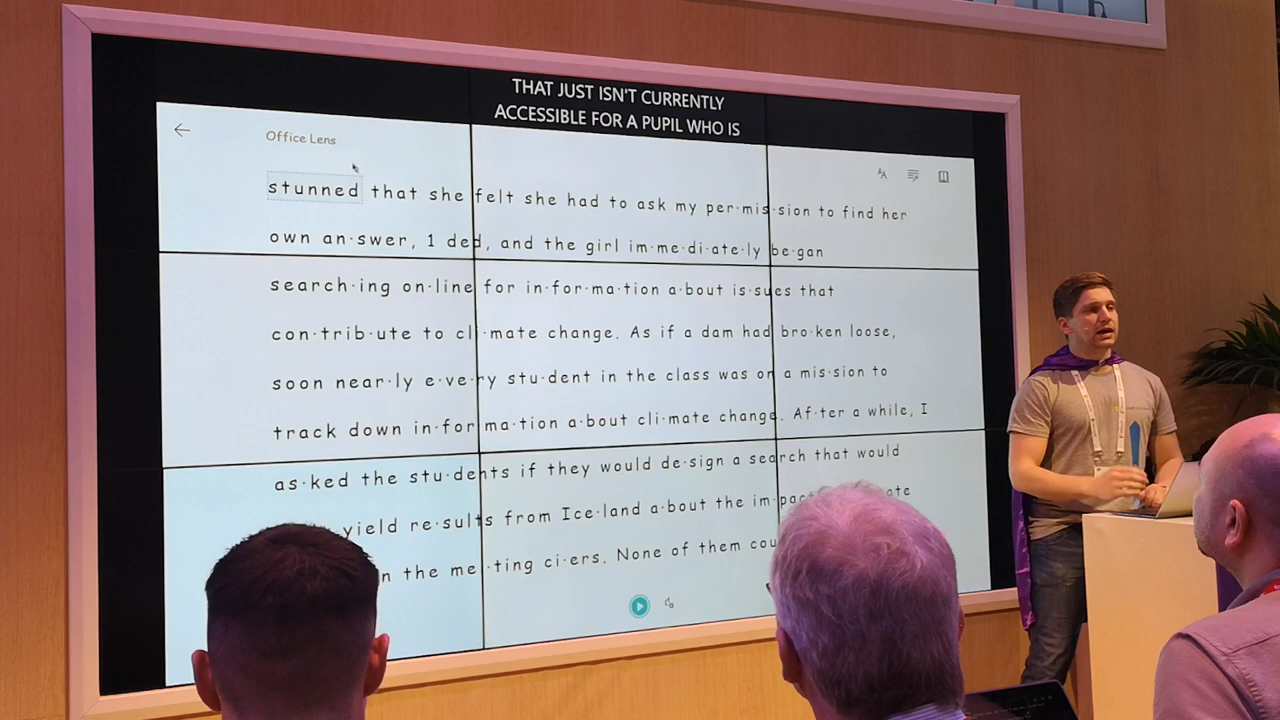 THAT JUST ISN'T CURRENTLY
ACCESSIBLE FOR A PUPIL WHO IS
Office Lens
stunned that she felt she had to ask my per·mis·sion to find her
own an·swer, 1 ded, and the girl im·me·di·ate·ly be·gan
search·ing on·line for in·for·ma·tion a·bout is·sues that
con·trib·ute to cli·mate change. As if a dam had bro·ken loose,
soon near·ly e·ve·ry stu·dent in the class was on a mis·sion to
track down in·for·ma·tion a·bout cli·mate change. Af·ter a while, I
as·ked the stu·dents if they would de·sign a search that would
yield re·sults from Ice·land a·bout the im·pact
the me·ting ci·ers. None of them